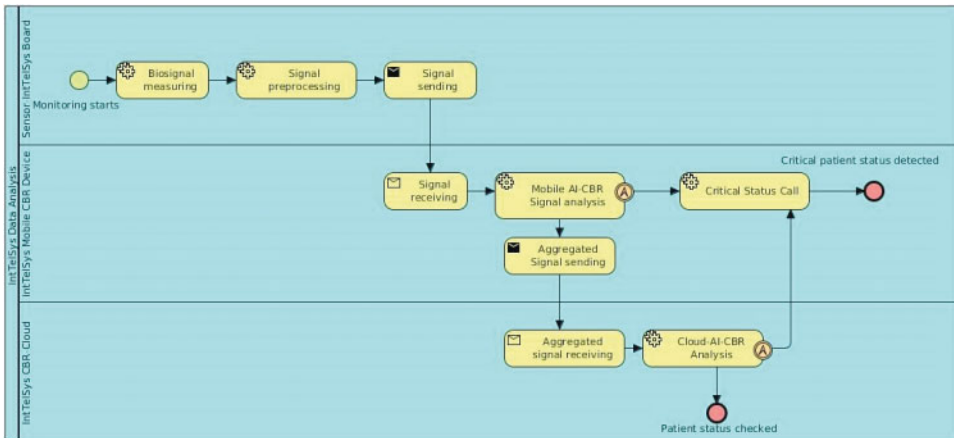 IntTelSys Data Analysis
Sensor IntTelSys Board
Monitoring starts
Biosignal
measuring
Signal
preprocessing
Signal
sending
IntTelSys Mobile CBR Device
Signal
receiving
Mobile AI-CBR
Signal analysis
A
Critical Status Call
Critical patient status detected
Aggregated
Signal sending
IntTelSys CBR Cloud
Aggregated
signal receiving
Cloud-AI-CBR
Analysis
A
Patient status checked